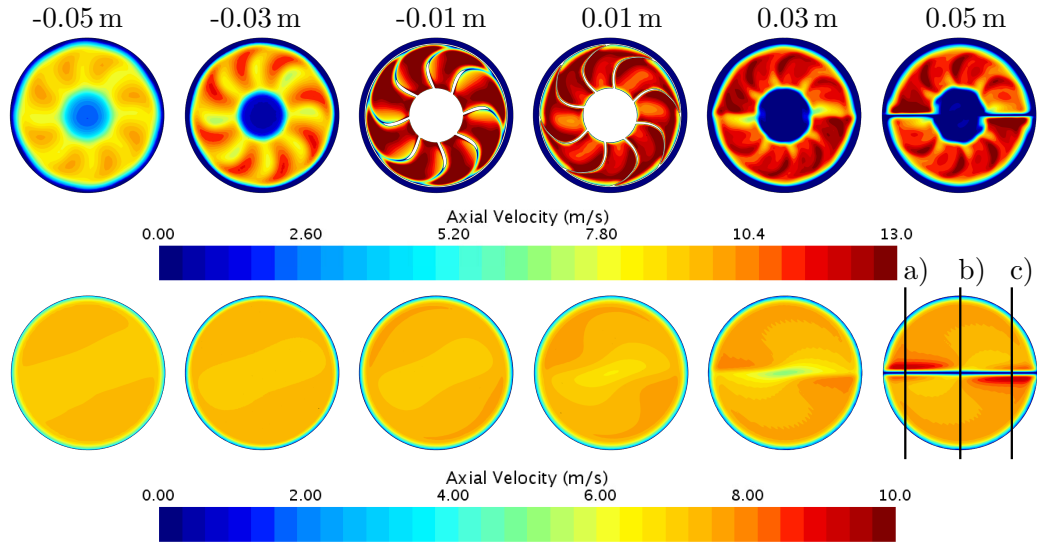 -0.05 m -0.03 m -0.01 m 0.01 m 0.03 m 0.05 m
Axial Velocity (m/s)
0.00 2.60 5.20 7.80 10.4 13.0
a) b) c)
Axial Velocity (m/s)
0.00 2.00 4.00 6.00 8.00 10.0